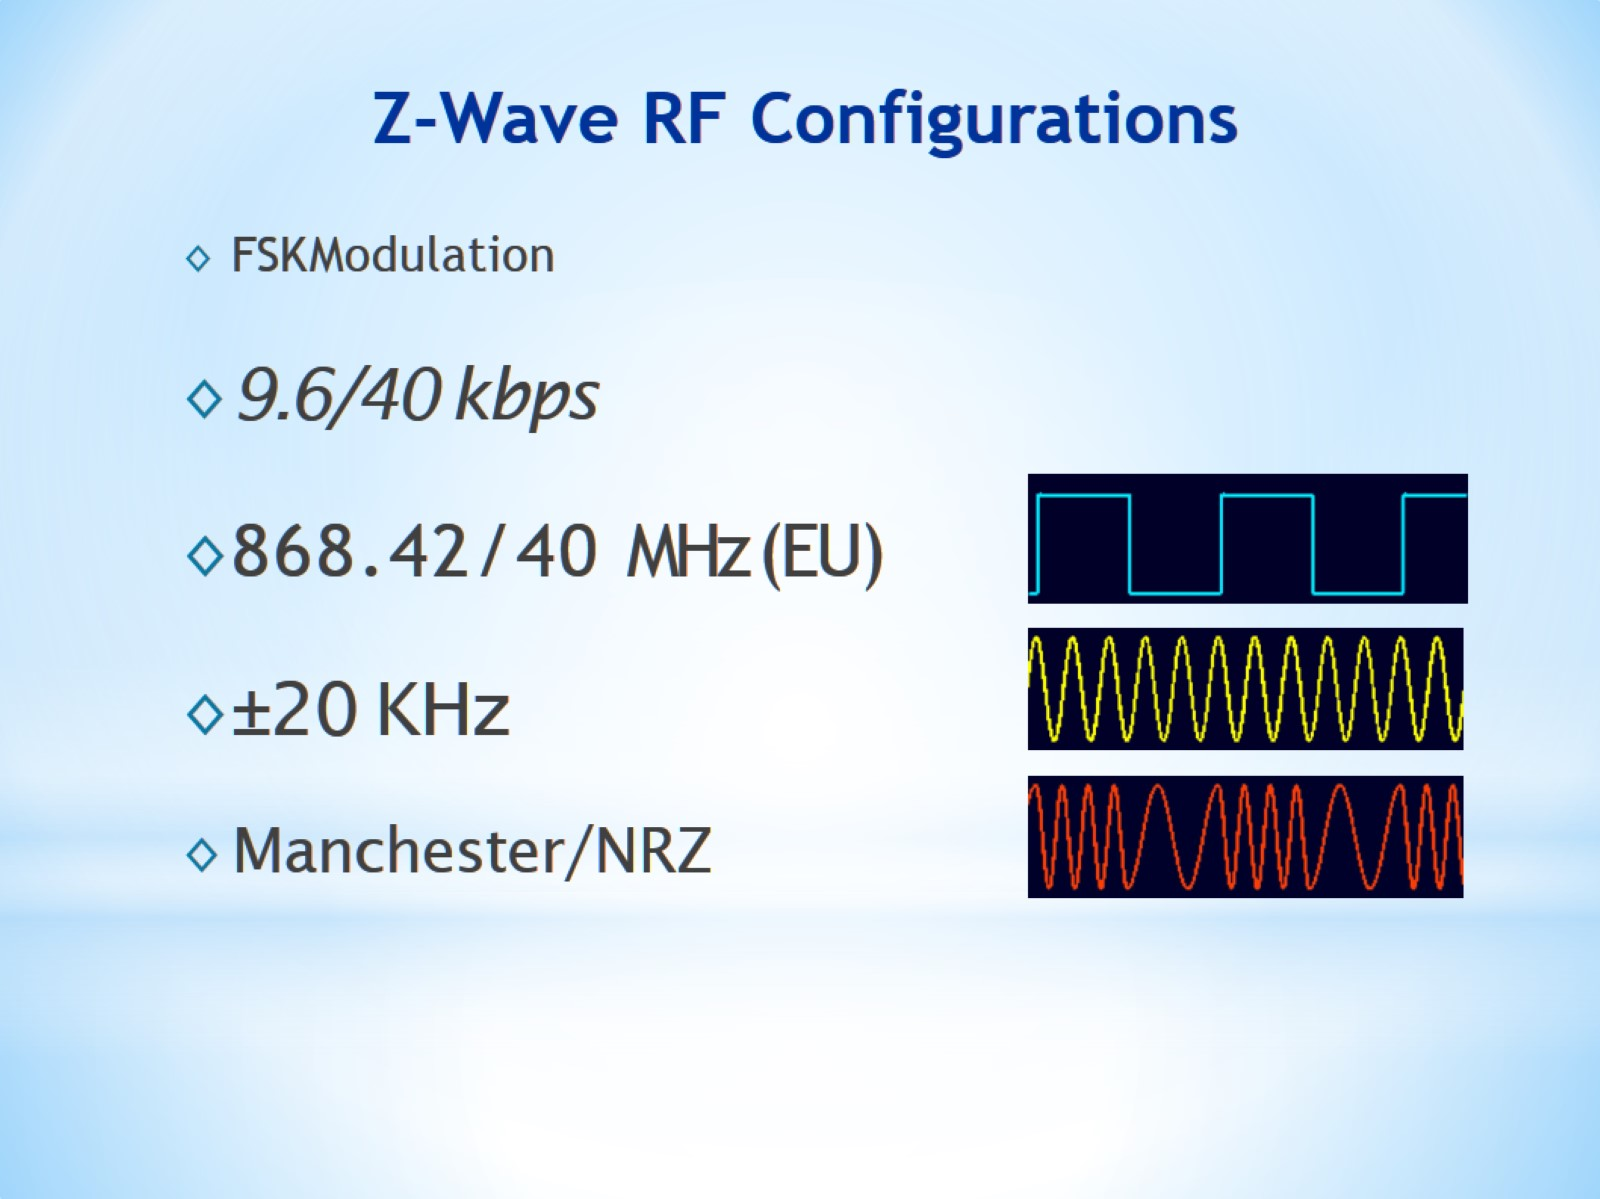 Z-Wave RF Configurations
FSKModulation
9.6/40 kbps
868.42/40 MHz (EU)
±20 KHz
Manchester/NRZ